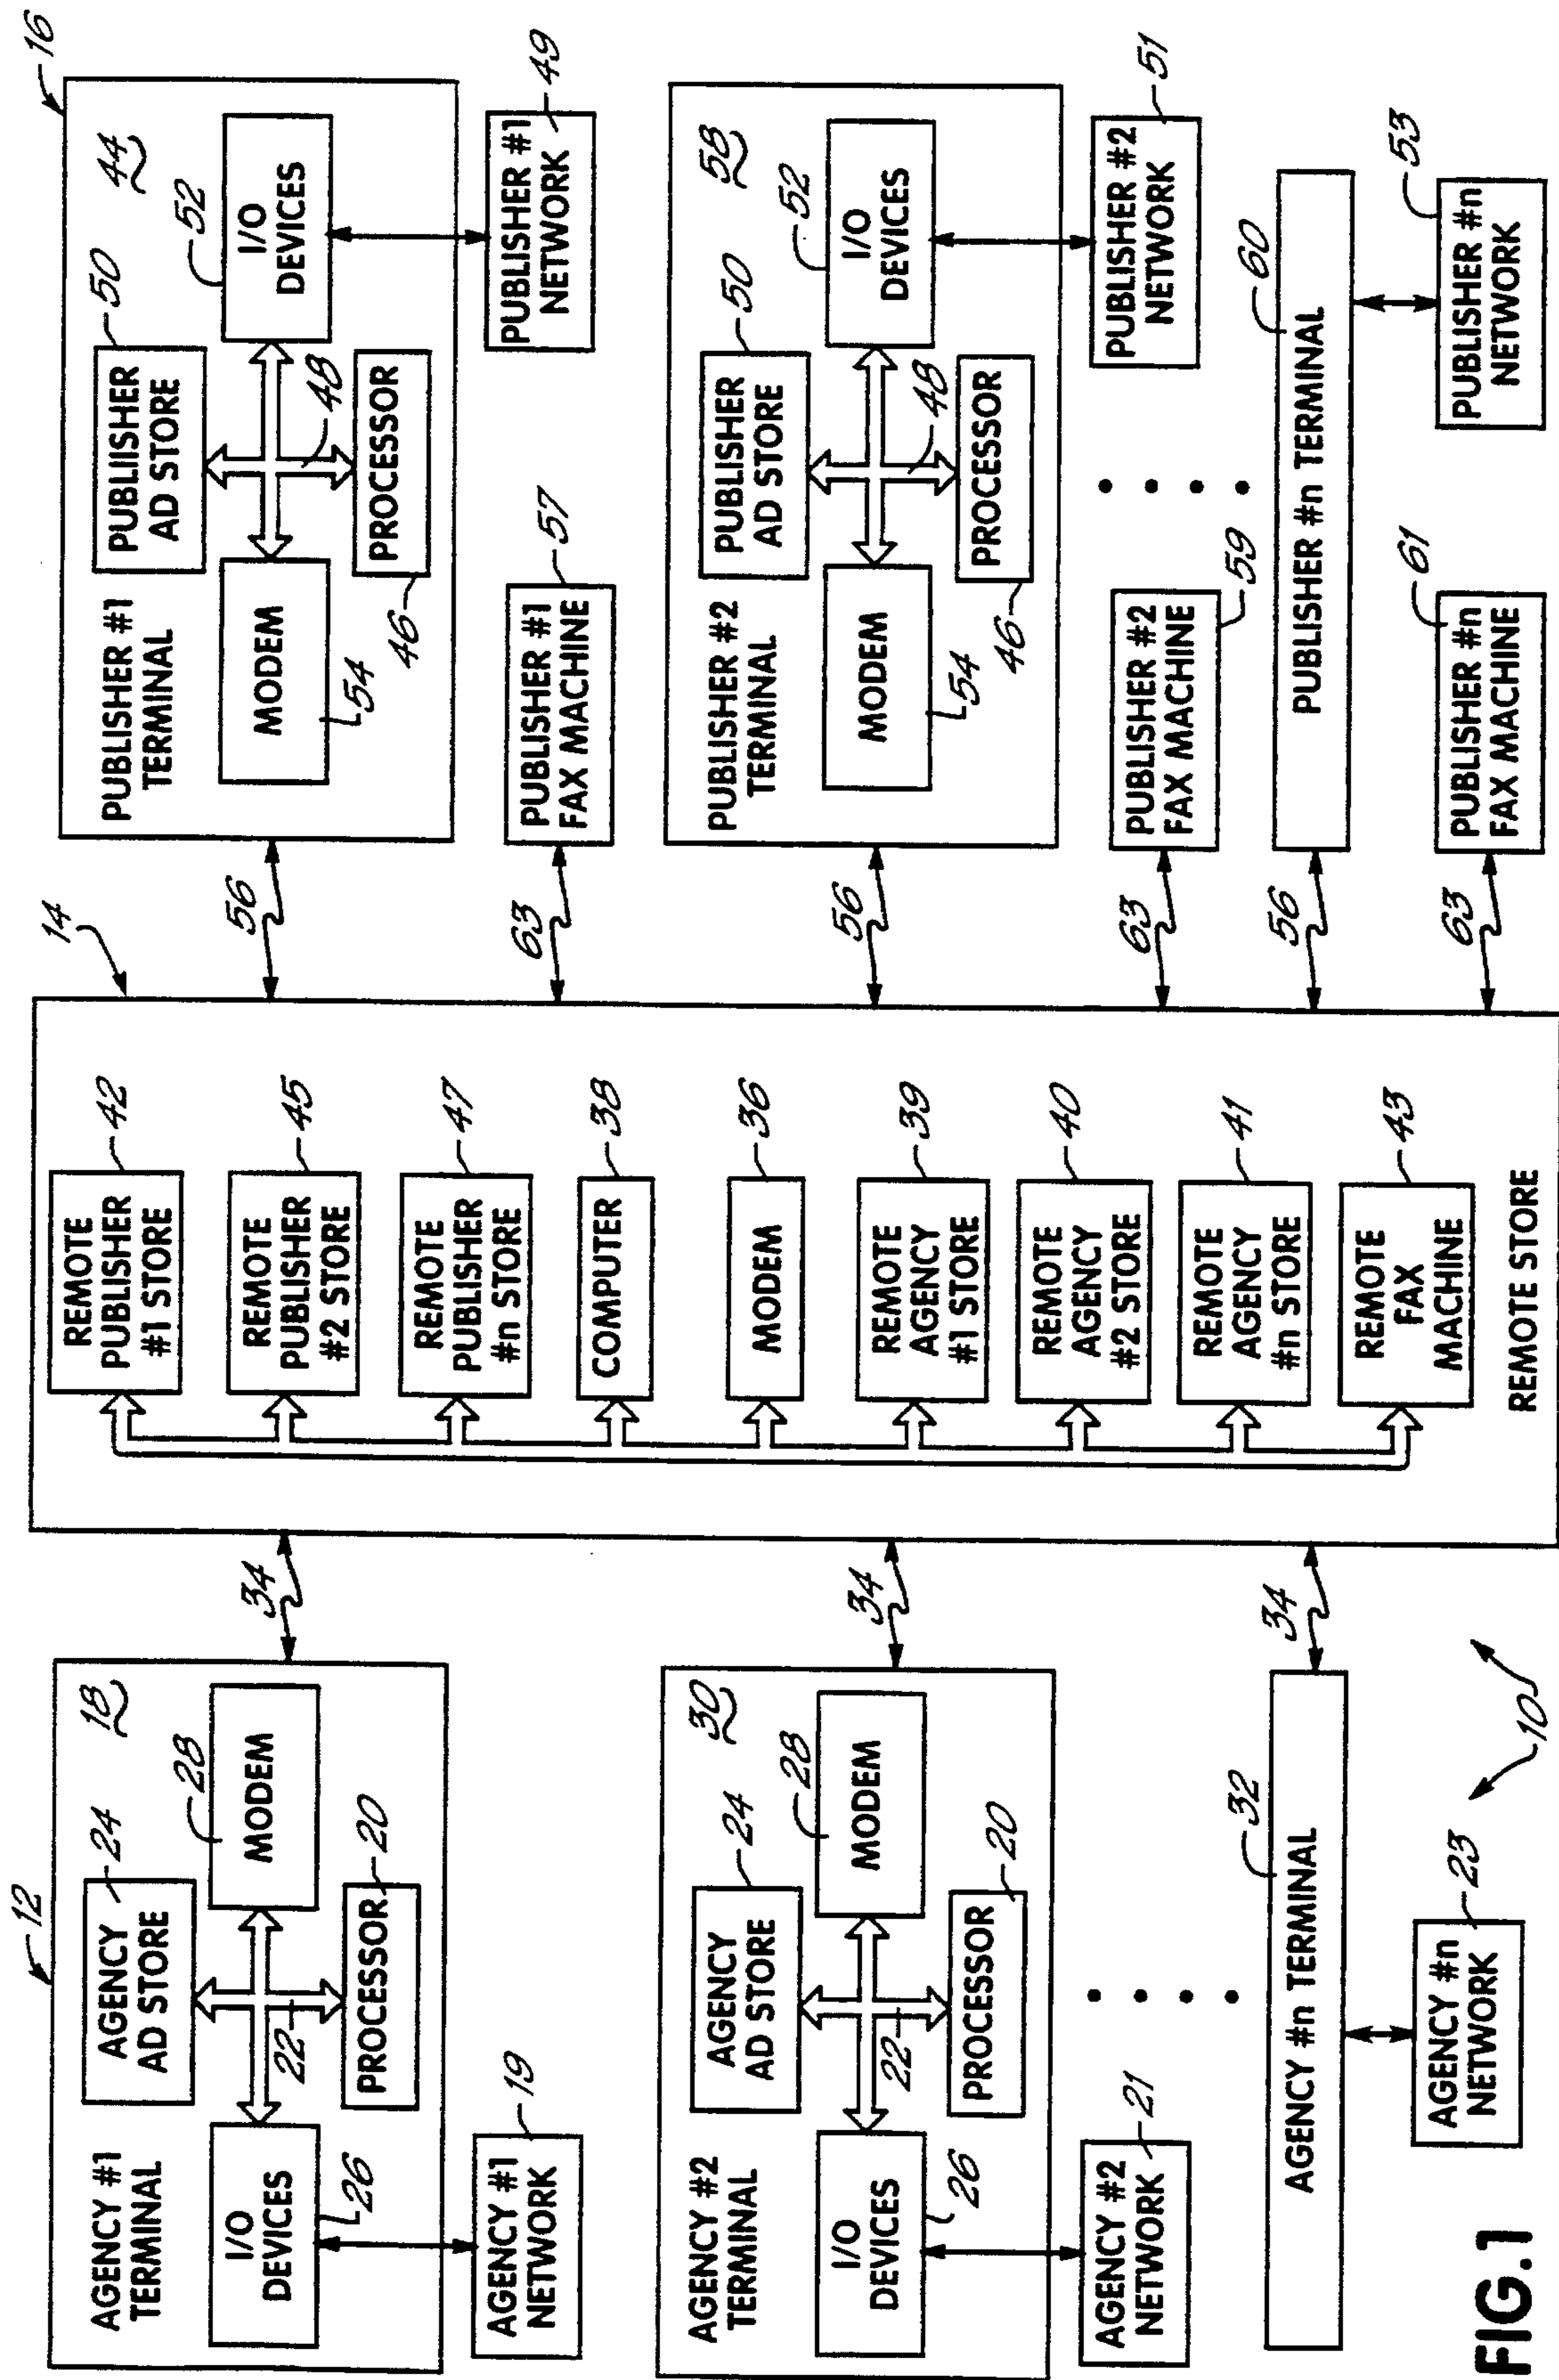 12
AGENCY #1
TERMINAL
AGENCY
AD STORE
24
18
I/O
DEVICES
26
22
28
MODEM
PROCESSOR
20
AGENCY #1
NETWORK
19
34
AGENCY #2
TERMINAL
AGENCY
AD STORE
24
30
I/O
DEVICES
26
22
28
MODEM
PROCESSOR
20
AGENCY #2
NETWORK
21
34
AGENCY #n TERMINAL
32
34
AGENCY #n
NETWORK
23
10
FIG.1
14
REMOTE
PUBLISHER
#1 STORE
42
REMOTE
PUBLISHER
#2 STORE
45
REMOTE
PUBLISHER
#n STORE
47
COMPUTER
38
MODEM
36
REMOTE
AGENCY
#1 STORE
39
REMOTE
AGENCY
#2 STORE
40
REMOTE
AGENCY
#n STORE
41
REMOTE
FAX
MACHINE
43
REMOTE STORE
16
56
PUBLISHER #1
TERMINAL
PUBLIISHER
AD STORE
50
44
MODEM
54
48
52
I/O
DEVICES
PROCESSOR
46
63
PUBLISHER #1
FAX MACHINE
57
PUBLISHER #1
NETWORK
49
56
PUBLISHER #2
TERMINAL
PUBLISHER
AD STORE
50
58
MODEM
54
48
52
I/O
DEVICES
PROCESSOR
46
63
PUBLISHER #2
FAX MACHINE
59
PUBLISHER #2
NETWORK
51
56
PUBLISHER #n TERMINAL
60
63
PUBLISHER #n
FAX MACHINE
61
PUBLISHER #n
NETWORK
53